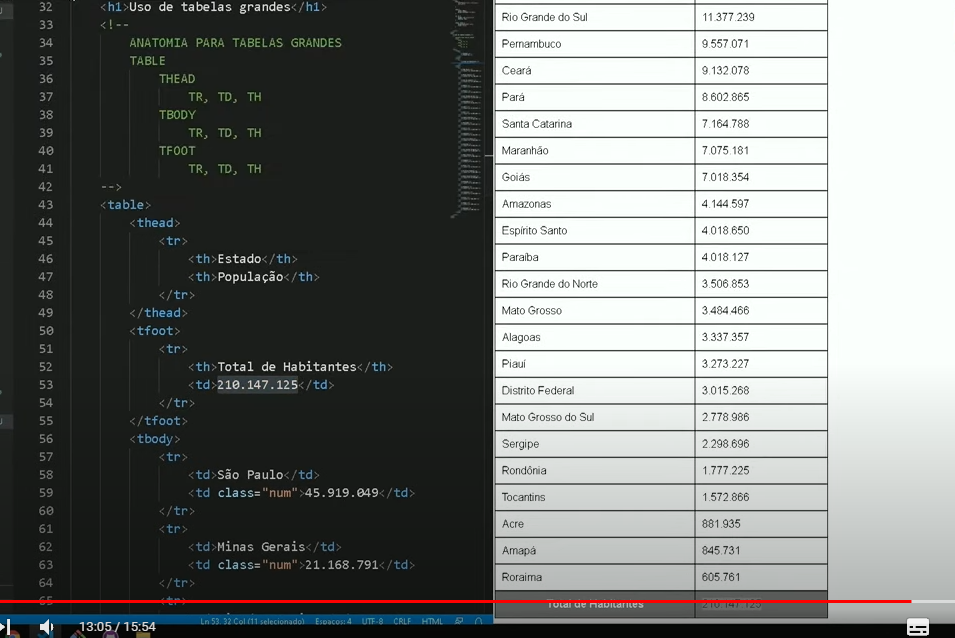 32 <h1>Uso de tabelas grandes</h1>
33 <!--
34 ANATOMIA PARA TABELAS GRANDES
35 TABLE
36 THEAD
37 TR, TD, TH
38 TBODY
39 TR, TD, TH
40 TFOOT
41 TR, TD, TH
42 -->
43 <table>
44 <thead>
45 <tr>
46 <th>Estado</th>
47 <th>População</th>
48 </tr>
49 </thead>
50 <tfoot>
51 <tr>
52 <th>Total de Habitantes</th>
53 <td>210.147.125</td>
54 </tr>
55 </tfoot>
56 <tbody>
57 <tr>
58 <td>São Paulo</td>
59 <td class="num">45.919.049</td>
60 </tr>
61 <tr>
62 <td>Minas Gerais</td>
63 <td class="num">21.168.791</td>
64 </tr>
65 <tr>
Ln 53, Col 32 (11 selecionado) Espaços: 4 UTF-8 CRLF HTML
Rio Grande do Sul 11.377.239
Pernambuco 9.557.071
Ceará 9.132.078
Pará 8.602.865
Santa Catarina 7.164.788
Maranhão 7.075.181
Goiás 7.018.354
Amazonas 4.144.597
Espírito Santo 4.018.650
Paraíba 4.018.127
Rio Grande do Norte 3.506.853
Mato Grosso 3.484.466
Alagoas 3.337.357
Piauí 3.273.227
Distrito Federal 3.015.268
Mato Grosso do Sul 2.778.986
Sergipe 2.298.696
Rondônia 1.777.225
Tocantins 1.572.866
Acre 881.935
Amapá 845.731
Roraima 605.761
Total de Habitantes 210.147.125
13:05 / 15:54